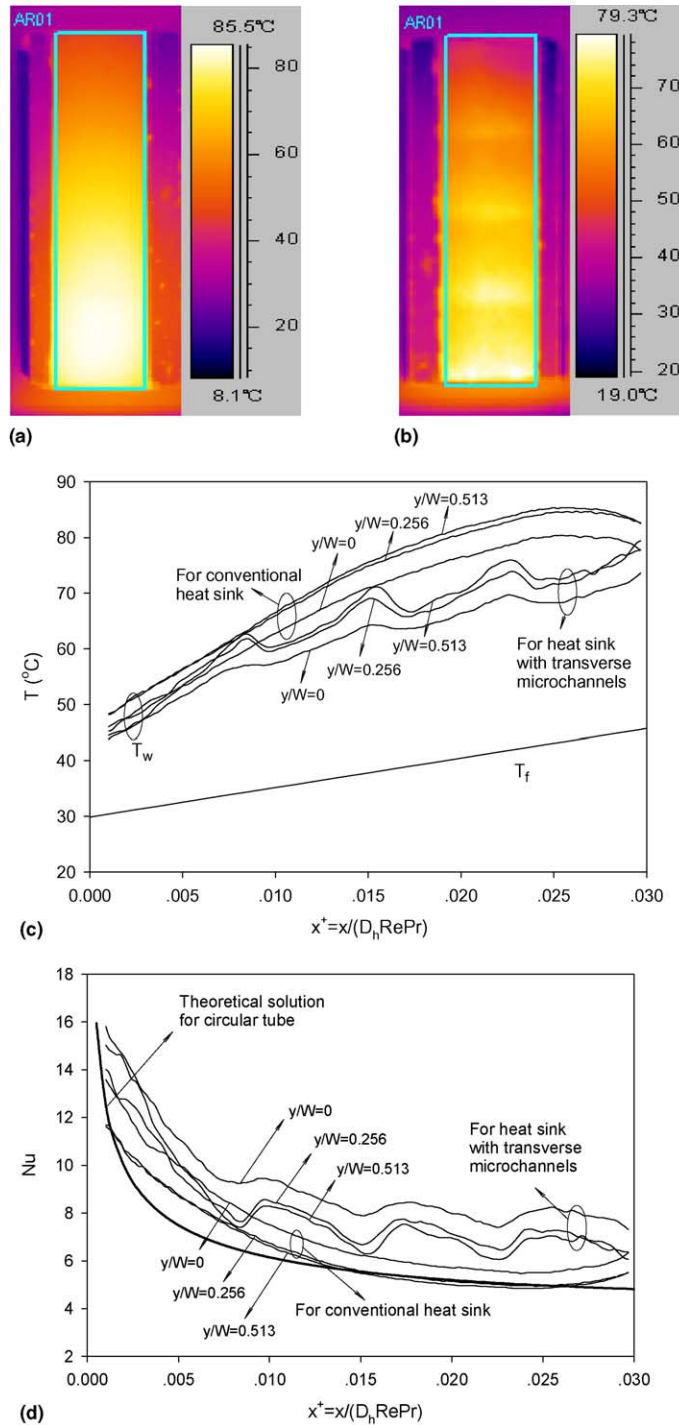 AR01
85.5°C
80
60
40
20
8.1°C
(a)
AR01
79.3°C
70
60
50
40
30
20
19.0°C
(b)
90
80
70
60
50
40
30
20
T (°C)
y/W=0.513
y/W=0.256
y/W=0
For conventional
heat sink
y/W=0.513
y/W=0.256
y/W=0
For heat sink
with transverse
microchannels
T_w
T_f
0.000
.005
.010
.015
.020
.025
.030
x⁺=x/(DₕRePr)
(c)
18
16
14
12
10
8
6
4
2
Nu
Theoretical solution
for circular tube
y/W=0
y/W=0.256
y/W=0.513
For heat sink
with transverse
microchannels
y/W=0
y/W=0.256
y/W=0.513
For conventional heat sink
0.000
.005
.010
.015
.020
.025
.030
x⁺=x/(DₕRePr)
(d)